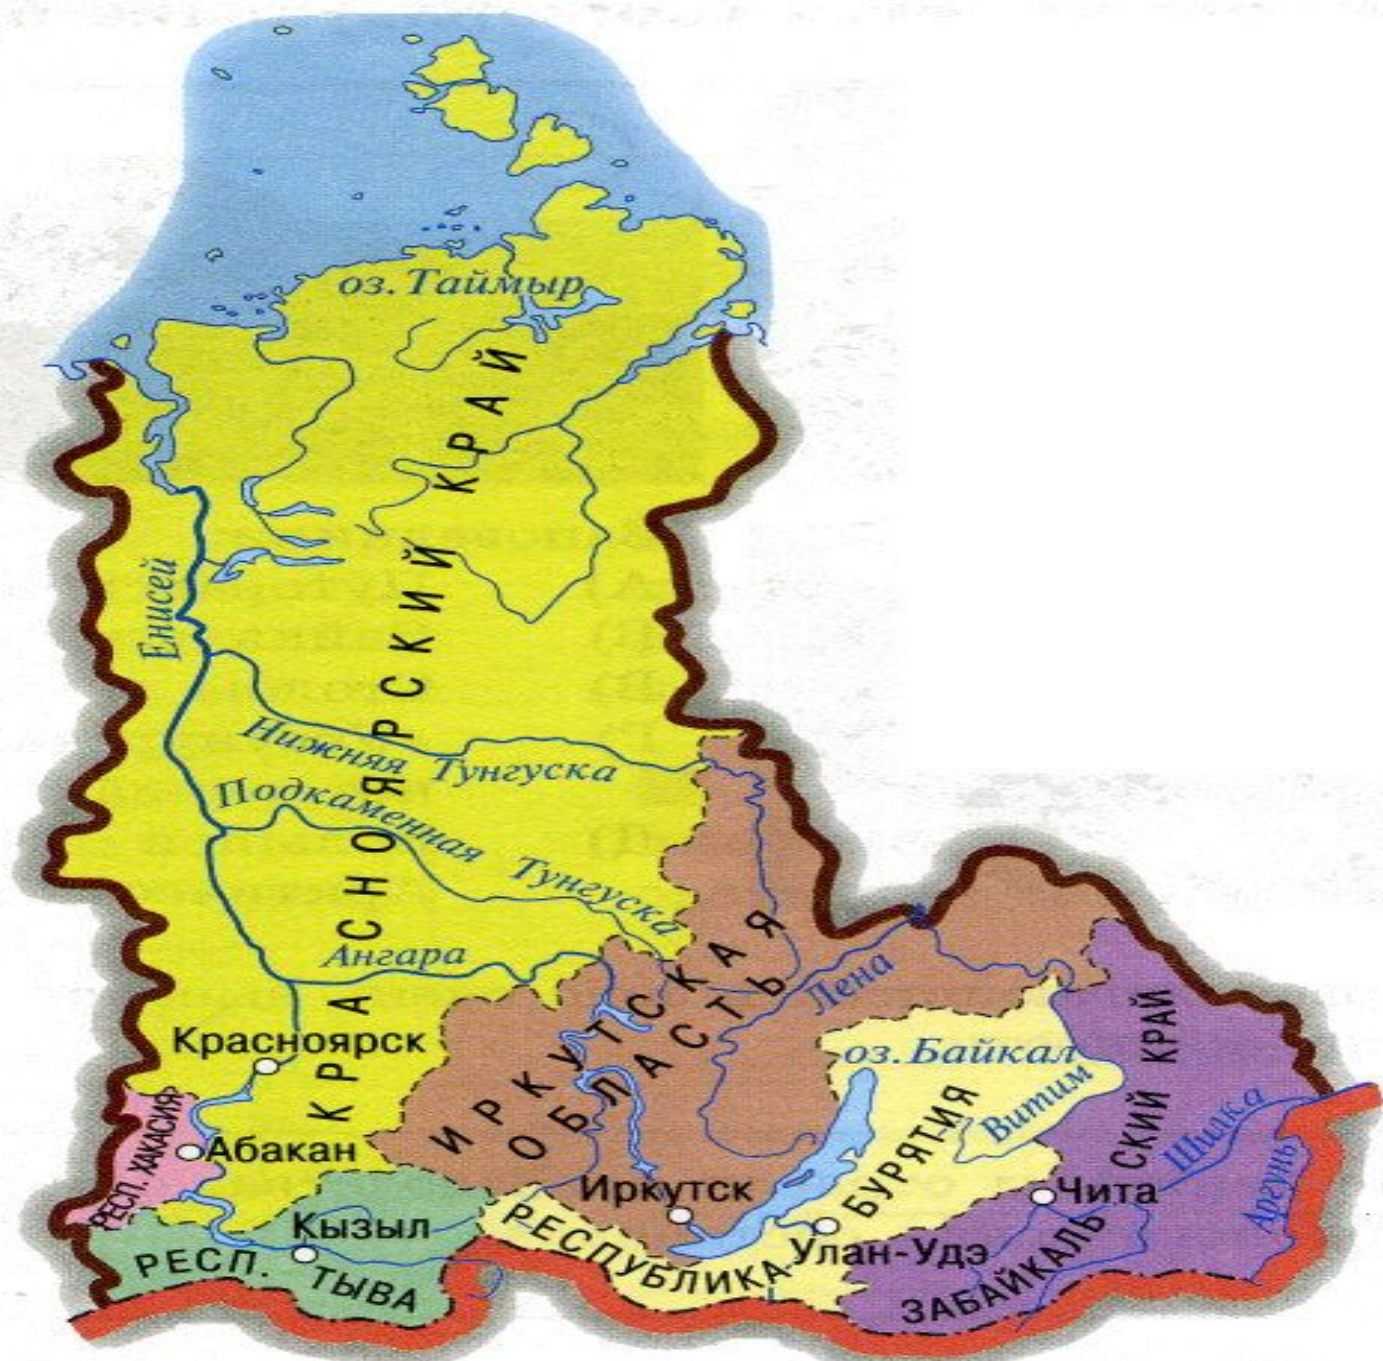 оз. Таймыр
КРАСНОЯРСКИЙ КРАЙ
Енисей
Нижняя Тунгуска
Подкаменная Тунгуска
Ангара
ИРКУТСКАЯ
ОБЛАСТЬ
Лена
Красноярск
оз. Байкал
Витим
ЗАБАЙКАЛЬСКИЙ КРАЙ
Шилка
Аргунь
РЕСП. ХАКАСИЯ
Абакан
Иркутск
Чита
Кызыл
РЕСП. ТЫВА
РЕСПУБЛИКА БУРЯТИЯ
Улан-Удэ